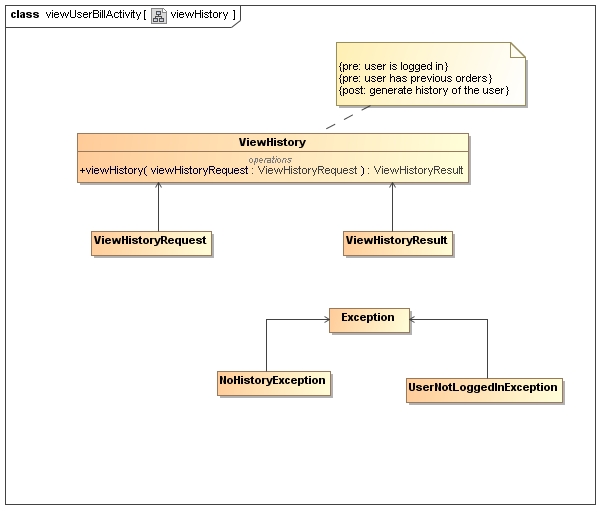 class viewUserBillActivity [ viewHistory ]
{pre: user is logged in}
{pre: user has previous orders}
{post: generate history of the user}
ViewHistory
operations
+viewHistory( viewHistoryRequest : ViewHistoryRequest ) : ViewHistoryResult
ViewHistoryRequest
ViewHistoryResult
Exception
NoHistoryException
UserNotLoggedInException